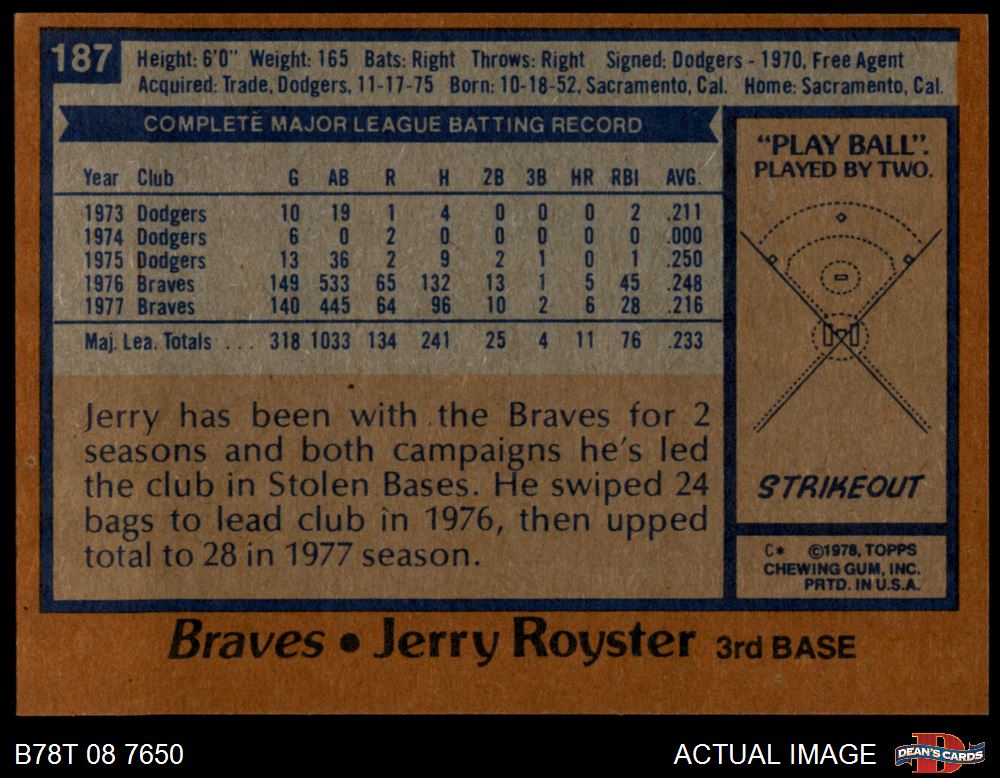 187
Height: 6'0" Weight: 165 Bats: Right Throws: Right Signed: Dodgers - 1970, Free Agent
Acquired: Trade, Dodgers, 11-17-75 Born: 10-18-52, Sacramento, Cal. Home: Sacramento, Cal.
COMPLETE MAJOR LEAGUE BATTING RECORD
Year Club G AB R H 2B 3B HR RBI AVG.
1973 Dodgers 10 19 1 4 0 0 0 2 .211
1974 Dodgers 6 0 2 0 0 0 0 0 .000
1975 Dodgers 13 36 2 9 2 1 0 1 .250
1976 Braves 149 533 65 132 13 1 5 45 .248
1977 Braves 140 445 64 96 10 2 6 28 .216
Maj. Lea. Totals ... 318 1033 134 241 25 4 11 76 .233
Jerry has been with the Braves for 2
seasons and both campaigns he's led
the club in Stolen Bases. He swiped 24
bags to lead club in 1976, then upped
total to 28 in 1977 season.
"PLAY BALL".
PLAYED BY TWO.
STRIKEOUT
C* ©1978, TOPPS
CHEWING GUM, INC.
PRTD. IN U.S.A.
Braves • Jerry Royster 3rd BASE
B78T 08 7650
ACTUAL IMAGE
DEAN'S CARDS